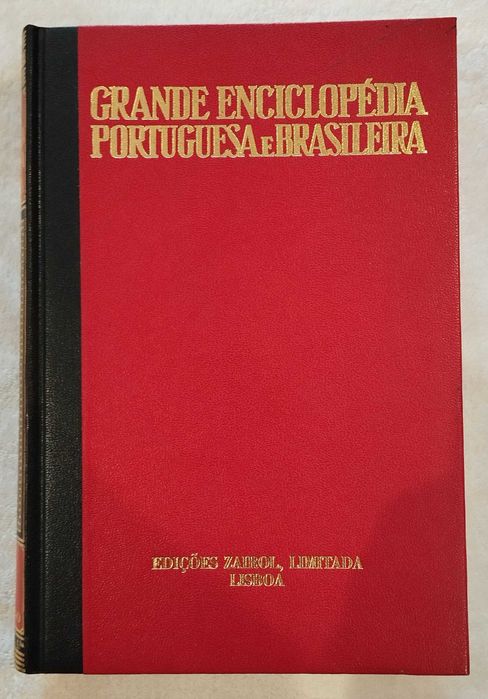 GRANDE ENCICLOPÉDIA
PORTUGUESA E BRASILEIRA
EDIÇÕES ZAIROL, LIMITADA
LISBOA